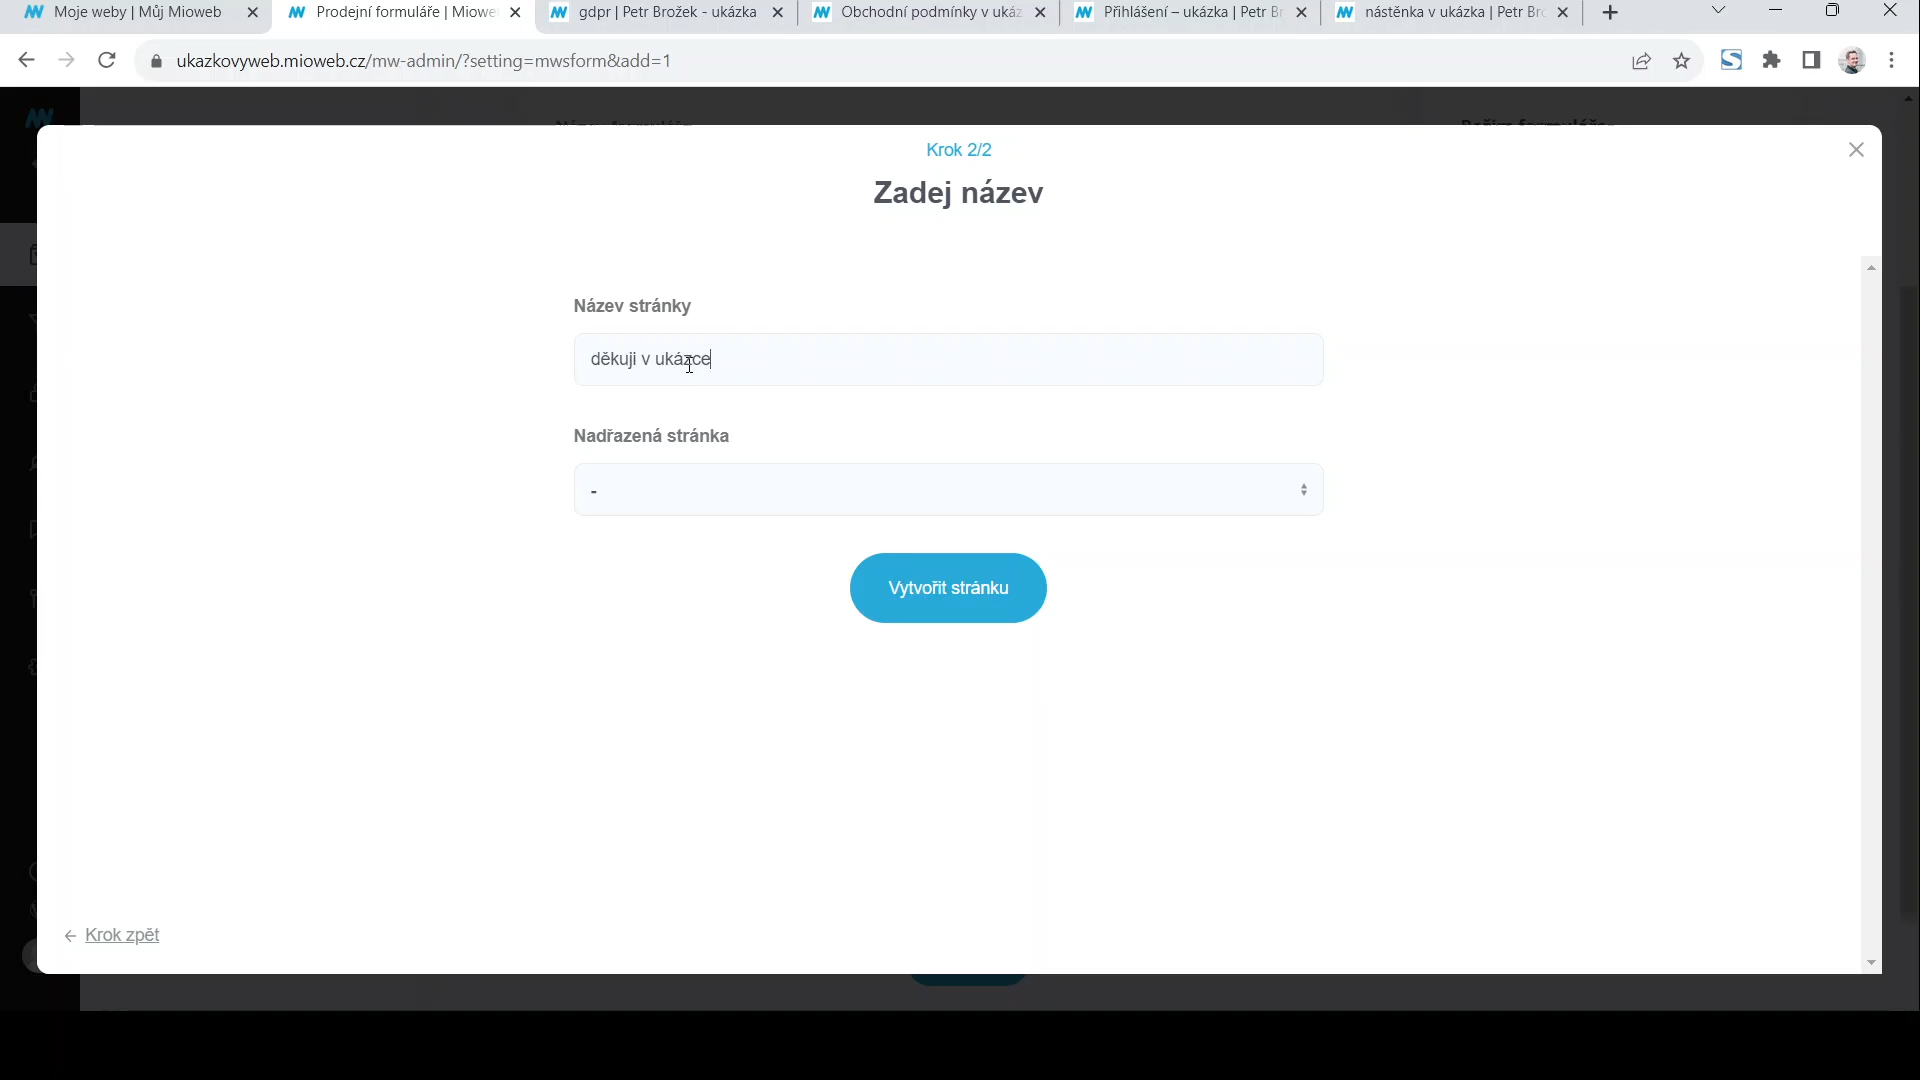 Moje weby | Můj Mioweb
Prodejní formuláře | Miowe
gdpr | Petr Brožek - ukázka
Obchodní podmínky v ukáz
Přihlášení – ukázka | Petr Br
nástěnka v ukázka | Petr Bro
ukazkovyweb.mioweb.cz/mw-admin/?setting=mwsform&add=1
Krok 2/2
Zadej název
Název stránky
děkuji v ukázce
Nadřazená stránka
-
Vytvořit stránku
Krok zpět